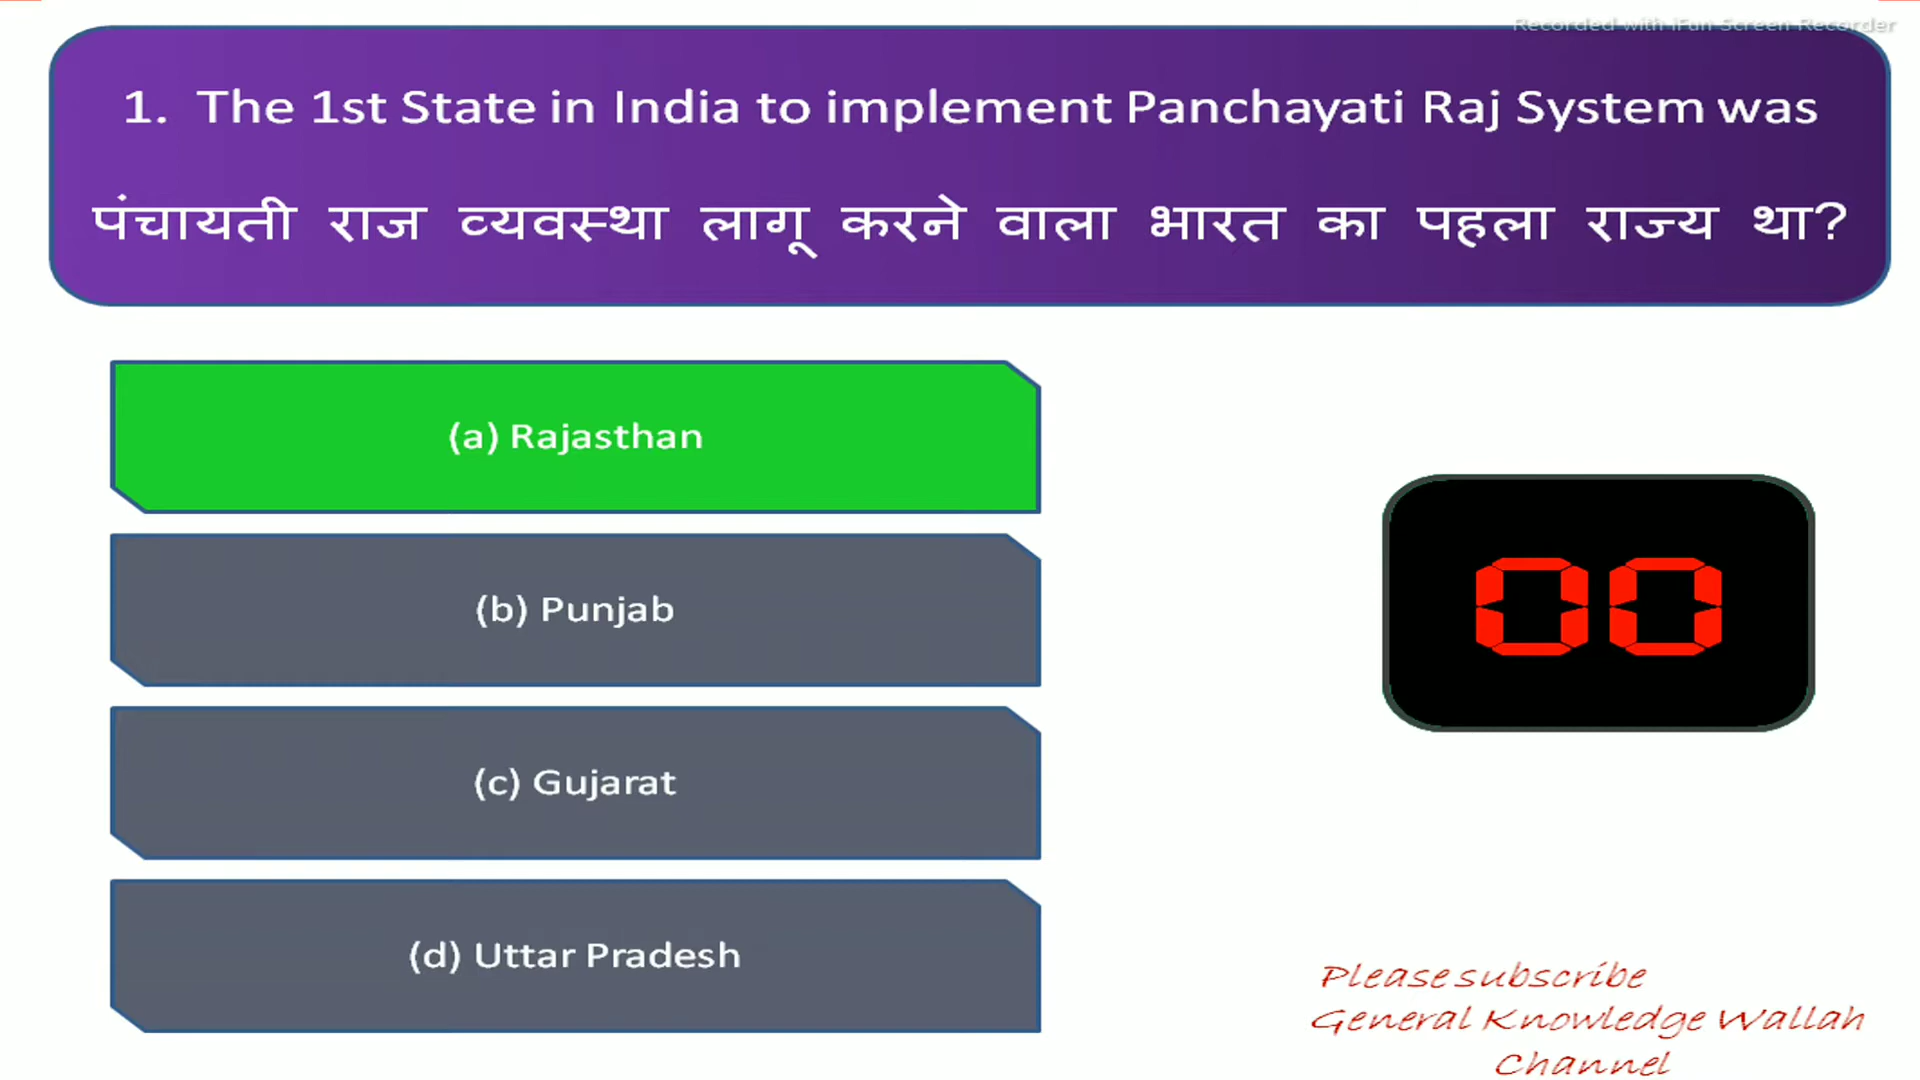 Recorded with iFun Screen Recorder
1. The 1st State in India to implement Panchayati Raj System was
पंचायती राज व्यवस्था लागू करने वाला भारत का पहला राज्य था?
(a) Rajasthan
(b) Punjab
(c) Gujarat
(d) Uttar Pradesh
00
Please subscribe
General Knowledge Wallah
Channel